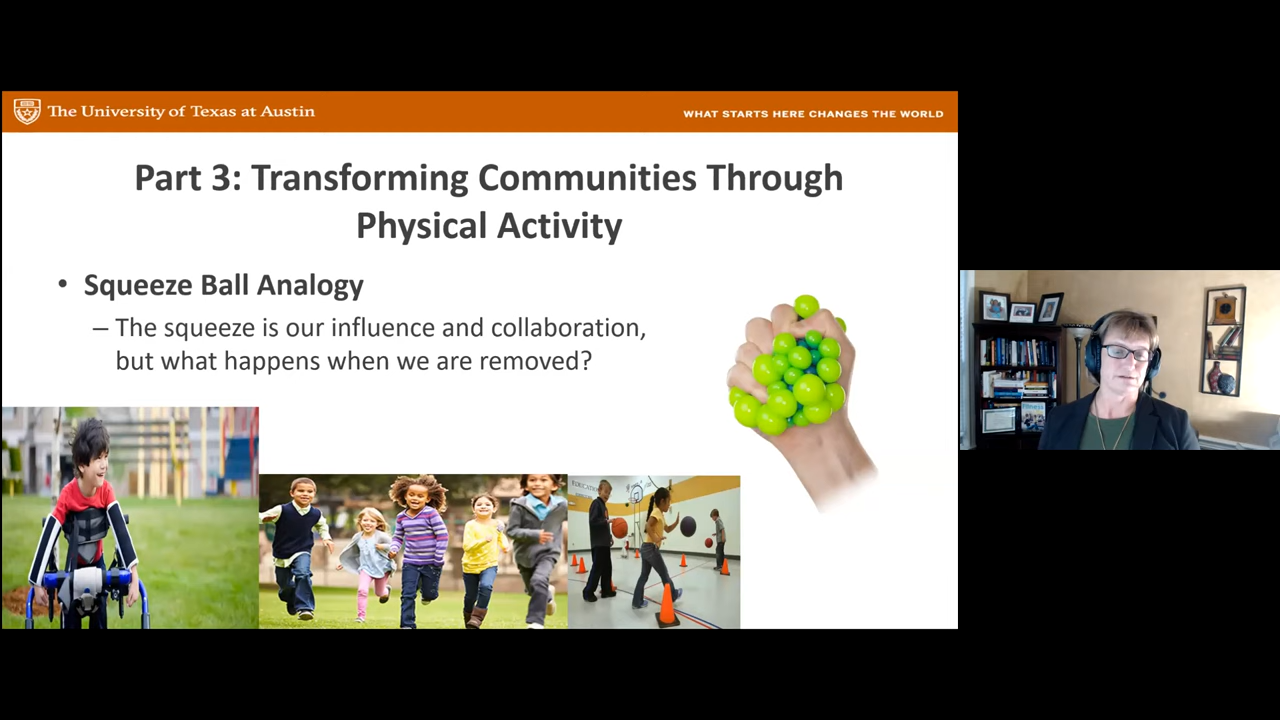 The University of Texas at Austin
WHAT STARTS HERE CHANGES THE WORLD
Part 3: Transforming Communities Through
Physical Activity
• Squeeze Ball Analogy
– The squeeze is our influence and collaboration,
but what happens when we are removed?
Fitness